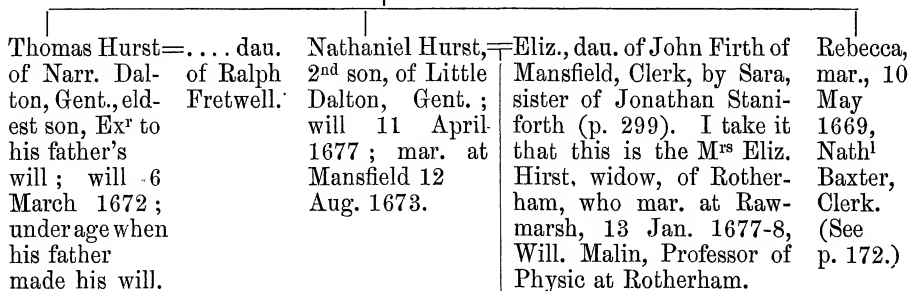 Thomas Hurst=
of Narr. Dal-
ton, Gent., eld-
est son, Exʳ to
his father's
will ; will 6
March 1672 ;
under age when
his father
made his will.
.... dau.
of Ralph
Fretwell.
Nathaniel Hurst,=
2ⁿᵈ son, of Little
Dalton, Gent. ;
will 11 April
1677 ; mar. at
Mansfield 12
Aug. 1673.
Eliz., dau. of John Firth of
Mansfield, Clerk, by Sara,
sister of Jonathan Stani-
forth (p. 299). I take it
that this is the Mʳˢ Eliz.
Hirst, widow, of Rother-
ham, who mar. at Raw-
marsh, 13 Jan. 1677-8,
Will. Malin, Professor of
Physic at Rotherham.
Rebecca,
mar., 10
May
1669,
Nathˡ
Baxter,
Clerk.
(See
p. 172.)